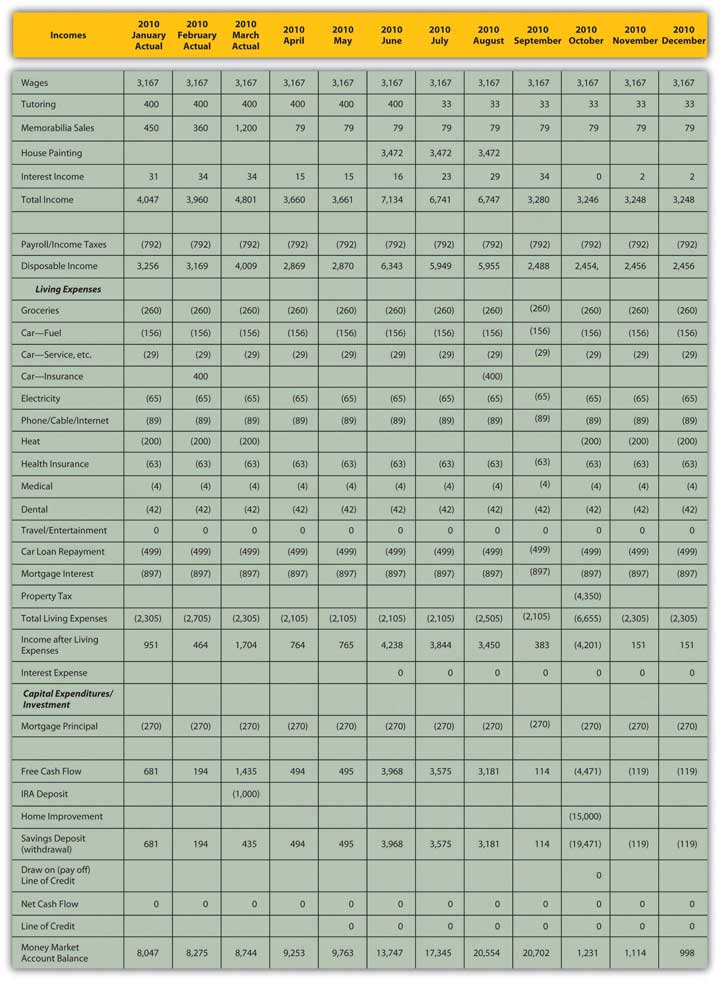 Incomes 2010 January Actual 2010 February Actual 2010 March Actual 2010 April 2010 May 2010 June 2010 July 2010 August 2010 September 2010 October 2010 November 2010 December
Wages 3,167 3,167 3,167 3,167 3,167 3,167 3,167 3,167 3,167 3,167 3,167 3,167
Tutoring 400 400 400 400 400 400 33 33 33 33 33 33
Memorabilia Sales 450 360 1,200 79 79 79 79 79 79 79 79 79
House Painting 3,472 3,472 3,472
Interest Income 31 34 34 15 15 16 23 29 34 0 2 2
Total Income 4,047 3,960 4,801 3,660 3,661 7,134 6,741 6,747 3,280 3,246 3,248 3,248
Payroll/Income Taxes (792) (792) (792) (792) (792) (792) (792) (792) (792) (792) (792) (792)
Disposable Income 3,256 3,169 4,009 2,869 2,870 6,343 5,949 5,955 2,488 2,454, 2,456 2,456
Living Expenses
Groceries (260) (260) (260) (260) (260) (260) (260) (260) (260) (260) (260) (260)
Car—Fuel (156) (156) (156) (156) (156) (156) (156) (156) (156) (156) (156) (156)
Car—Service, etc. (29) (29) (29) (29) (29) (29) (29) (29) (29) (29) (29) (29)
Car—Insurance 400 (400)
Electricity (65) (65) (65) (65) (65) (65) (65) (65) (65) (65) (65) (65)
Phone/Cable/Internet (89) (89) (89) (89) (89) (89) (89) (89) (89) (89) (89) (89)
Heat (200) (200) (200) (200) (200) (200)
Health Insurance (63) (63) (63) (63) (63) (63) (63) (63) (63) (63) (63) (63)
Medical (4) (4) (4) (4) (4) (4) (4) (4) (4) (4) (4) (4)
Dental (42) (42) (42) (42) (42) (42) (42) (42) (42) (42) (42) (42)
Travel/Entertainment 0 0 0 0 0 0 0 0 0 0 0 0
Car Loan Repayment (499) (499) (499) (499) (499) (499) (499) (499) (499) (499) (499) (499)
Mortgage Interest (897) (897) (897) (897) (897) (897) (897) (897) (897) (897) (897) (897)
Property Tax (4,350)
Total Living Expenses (2,305) (2,705) (2,305) (2,105) (2,105) (2,105) (2,105) (2,505) (2,105) (6,655) (2,305) (2,305)
Income after Living Expenses 951 464 1,704 764 765 4,238 3,844 3,450 383 (4,201) 151 151
Interest Expense 0 0 0 0 0 0 0
Capital Expenditures/
Investment
Mortgage Principal (270) (270) (270) (270) (270) (270) (270) (270) (270) (270) (270) (270)
Free Cash Flow 681 194 1,435 494 495 3,968 3,575 3,181 114 (4,471) (119) (119)
IRA Deposit (1,000)
Home Improvement (15,000)
Savings Deposit (withdrawal) 681 194 435 494 495 3,968 3,575 3,181 114 (19,471) (119) (119)
Draw on (pay off) Line of Credit 0
Net Cash Flow 0 0 0 0 0 0 0 0 0 0 0 0
Line of Credit 0 0 0 0 0 0 0 0
Money Market Account Balance 8,047 8,275 8,744 9,253 9,763 13,747 17,345 20,554 20,702 1,231 1,114 998